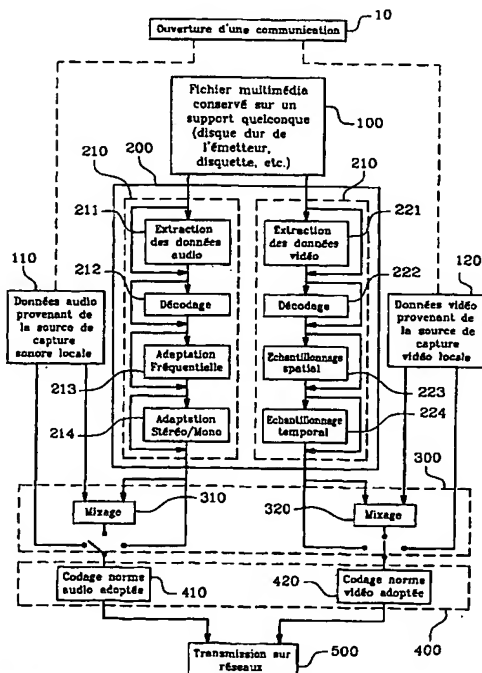 10
Ouverture d'une communication
Fichier multimédia
conservé sur un
support quelconque
(disque dur de
l'émetteur,
disquette, etc.)
100
200
210
210
211
Extraction
des données
audio
221
Extraction
des données
vidéo
110
Données audio
provenant de
la source de
capture
sonore locale
120
Données vidéo
provenant de
la source de
capture
vidéo locale
212
Décodage
222
Décodage
213
Adaptation
Fréquentielle
Echantillonnage
spatial
223
214
Adaptation
Stéréo/Mono
Echantillonnage
temporal
224
300
Mixage
310
320
Mixage
Codage norme
audio adoptée
410
420
Codage norme
vidéo adoptée
400
Transmission sur
réseaux
500